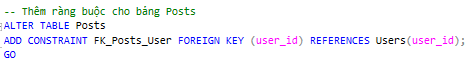 -- Thêm ràng buộc cho bảng Posts
ALTER TABLE Posts
ADD CONSTRAINT FK_Posts_User FOREIGN KEY (user_id) REFERENCES Users(user_id);
GO